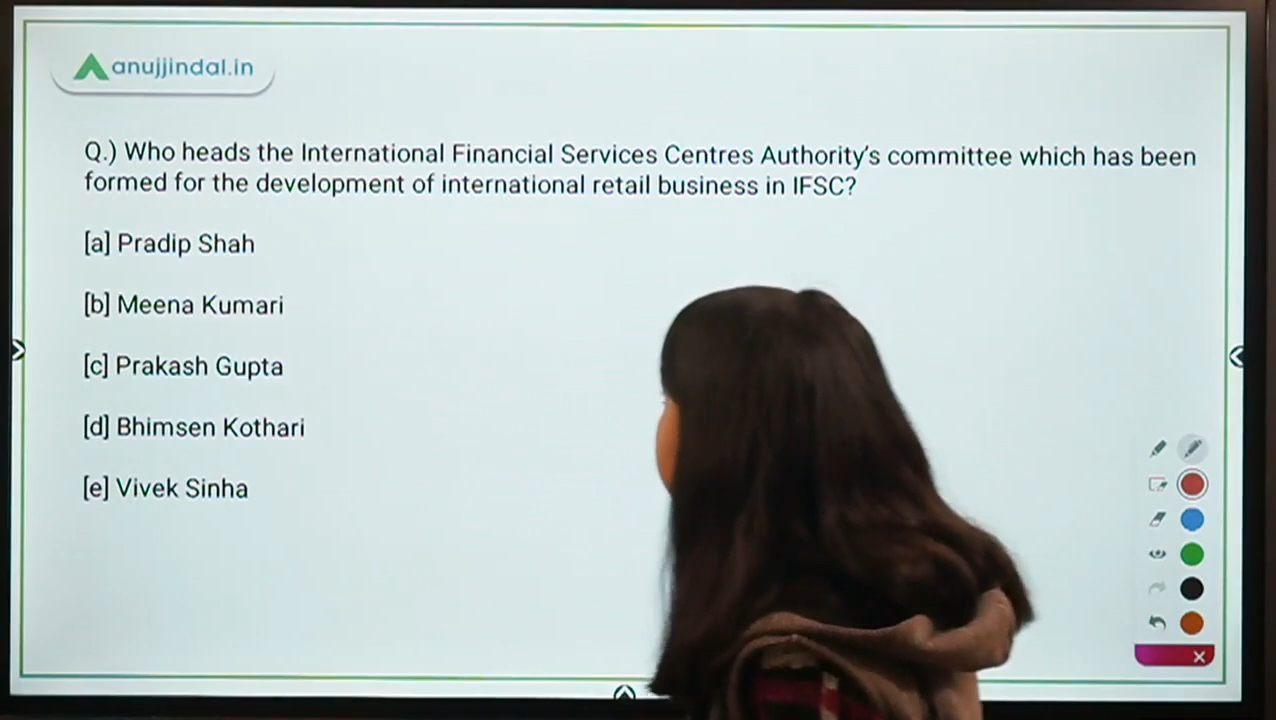 anujjindal.in
Q.) Who heads the International Financial Services Centres Authority's committee which has been
formed for the development of international retail business in IFSC?
[a] Pradip Shah
[b] Meena Kumari
[c] Prakash Gupta
[d] Bhimsen Kothari
[e] Vivek Sinha